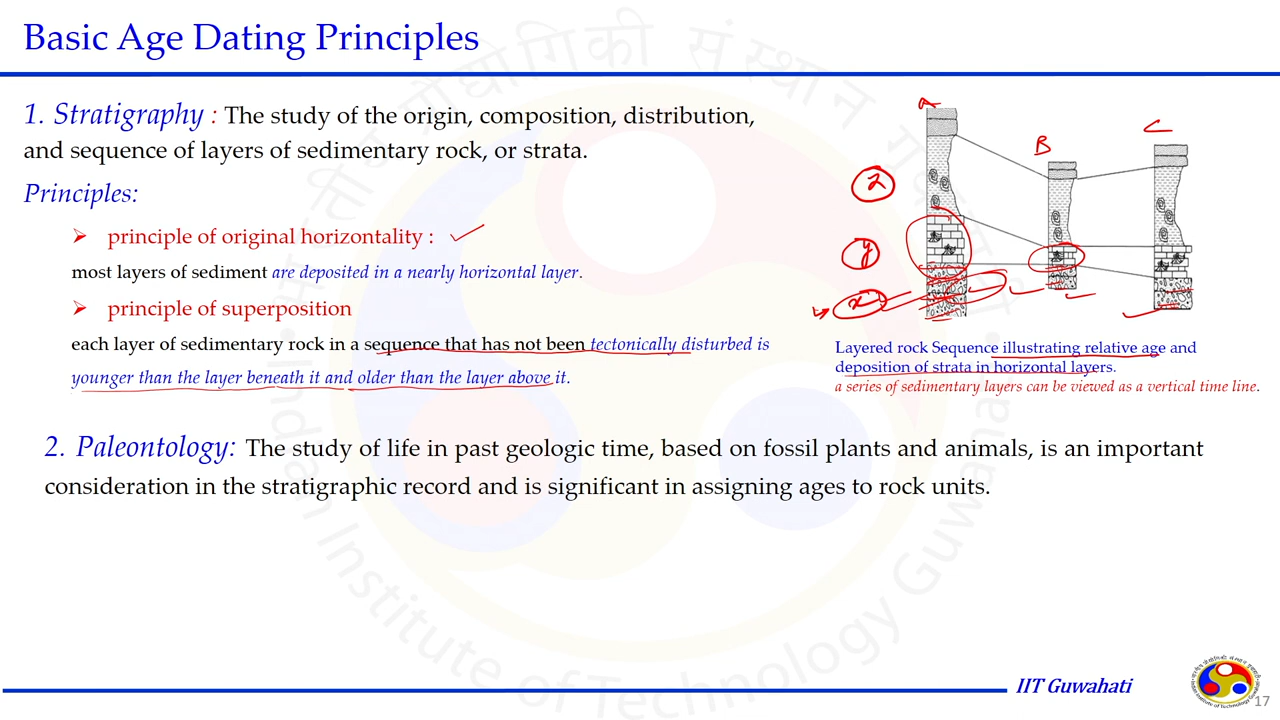 Basic Age Dating Principles
1. Stratigraphy : The study of the origin, composition, distribution,
and sequence of layers of sedimentary rock, or strata.
Principles:
➢ principle of original horizontality :
most layers of sediment are deposited in a nearly horizontal layer.
➢ principle of superposition
each layer of sedimentary rock in a sequence that has not been tectonically disturbed is
younger than the layer beneath it and older than the layer above it.
A
B
C
Z
y
x
Layered rock Sequence illustrating relative age and
deposition of strata in horizontal layers.
a series of sedimentary layers can be viewed as a vertical time line.
2. Paleontology: The study of life in past geologic time, based on fossil plants and animals, is an important
consideration in the stratigraphic record and is significant in assigning ages to rock units.
Indian Institute of Technology Guwahati
IIT Guwahati
17